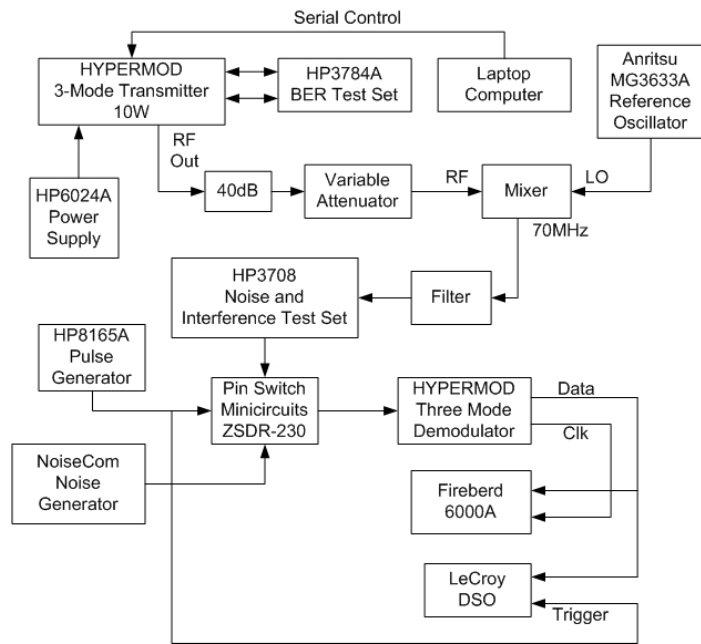 Serial Control
HYPERMOD
3-Mode Transmitter
10W
HP3784A
BER Test Set
Laptop
Computer
Anritsu
MG3633A
Reference
Oscillator
RF
Out
HP6024A
Power
Supply
40dB
Variable
Attenuator
RF
Mixer
LO
70MHz
HP3708
Noise and
Interference Test Set
Filter
HP8165A
Pulse
Generator
Pin Switch
Minicircuits
ZSDR-230
HYPERMOD
Three Mode
Demodulator
Data
Clk
NoiseCom
Noise
Generator
Fireberd
6000A
LeCroy
DSO
Trigger